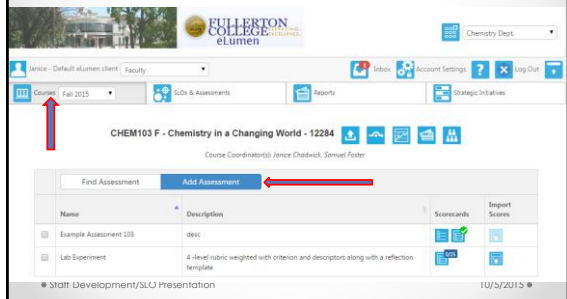 FULLERTON
COLLEGE
eLumen
Chemistry Dept
Janice - Default eLumen client Faculty
Inbox Account Settings ? Log Out
Courses Fall 2015 SLOs & Assessments Reports Strategic Initiatives
CHEM103 F - Chemistry in a Changing World - 12284
Course Coordinator(s): Janice Chadwick, Samuel Foster
Find Assessment Add Assessment
Name Description Scorecards Import Scores
Example Assessment 103 desc
Lab Experiment 4 -level rubric weighted with criterion and descriptors along with a reflection
template
Staff Development/SLO Presentation 10/5/2015